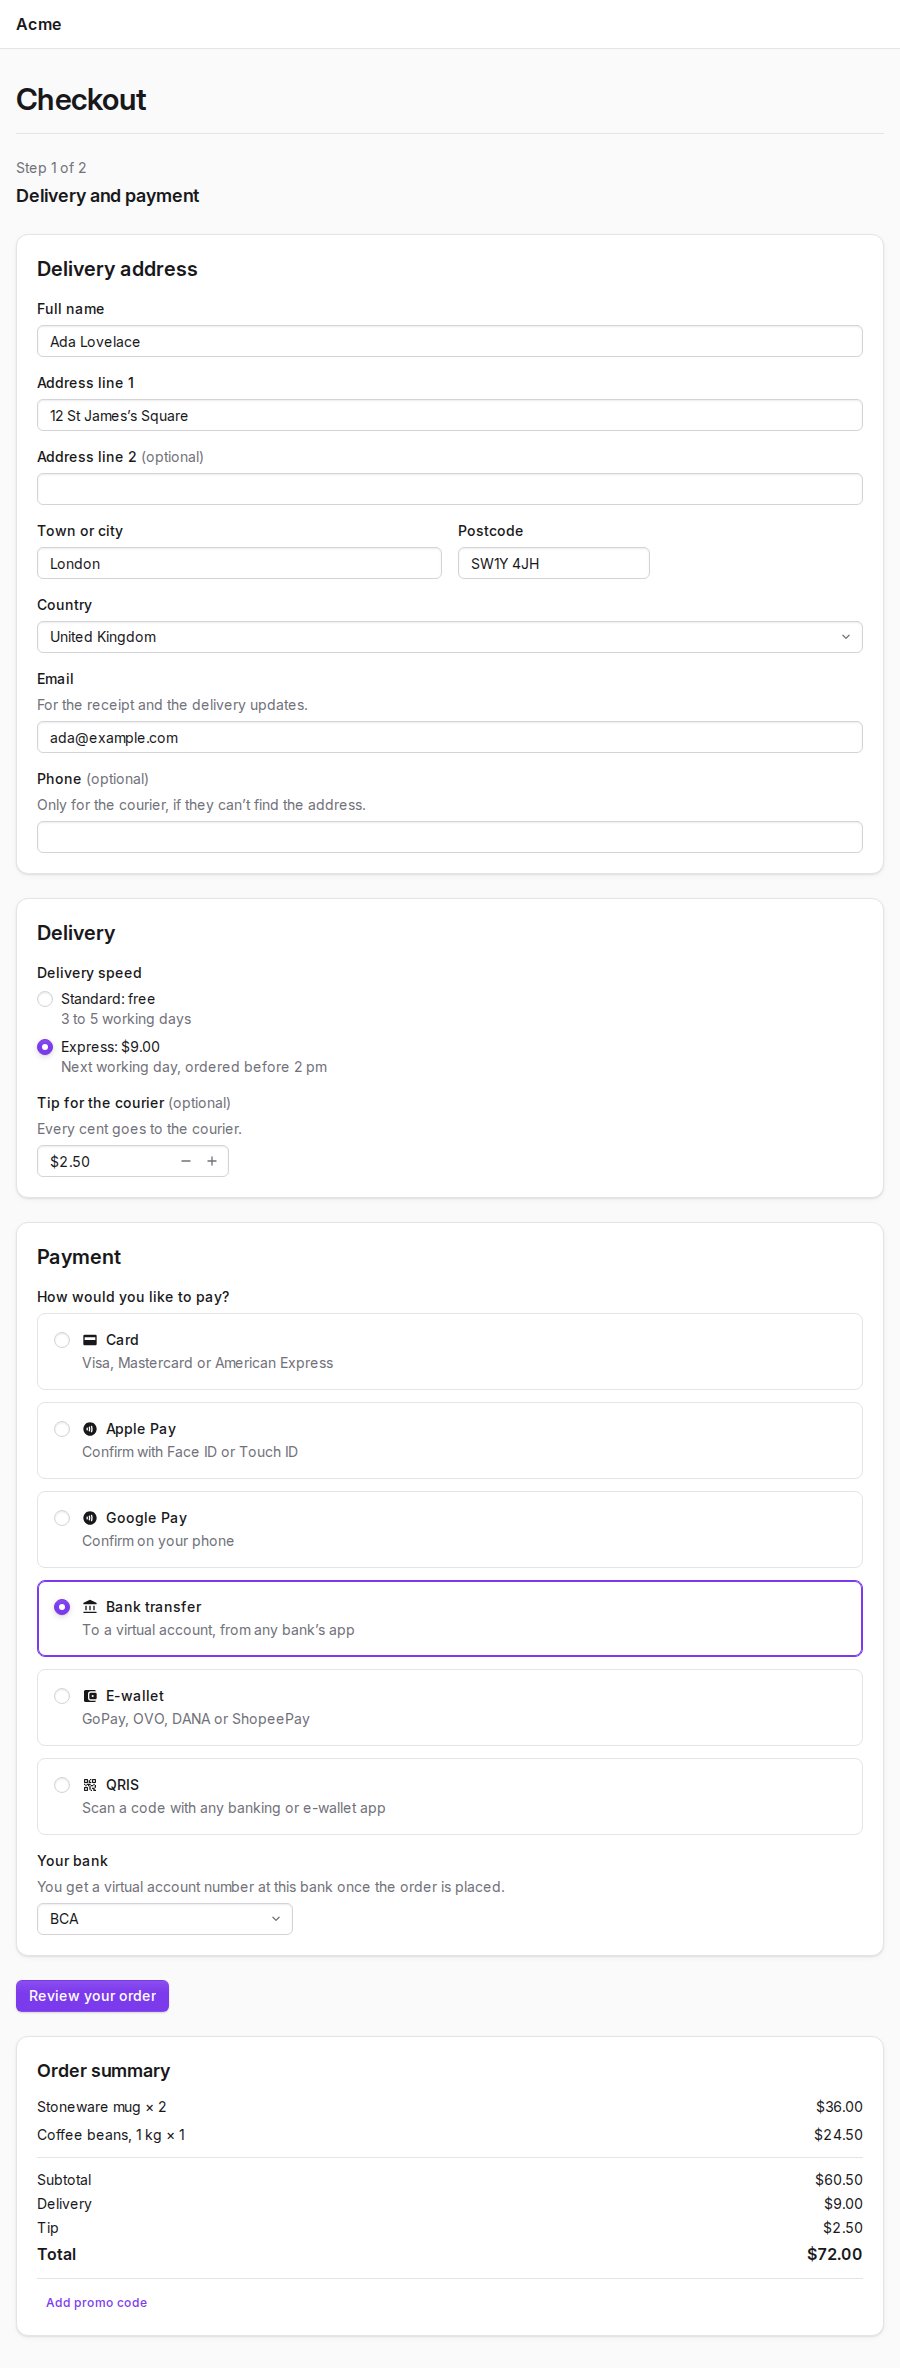 Acme
Checkout
Step 1 of 2
Delivery and payment
Delivery address
Full name
Ada Lovelace
Address line 1
12 St James’s Square
Address line 2 (optional)
Town or city
Postcode
London
SW1Y 4JH
Country
United Kingdom
Email
For the receipt and the delivery updates.
ada@example.com
Phone (optional)
Only for the courier, if they can’t find the address.
Delivery
Delivery speed
Standard: free
3 to 5 working days
Express: $9.00
Next working day, ordered before 2 pm
Tip for the courier (optional)
Every cent goes to the courier.
$2.50
Payment
How would you like to pay?
Card
Visa, Mastercard or American Express
Apple Pay
Confirm with Face ID or Touch ID
Google Pay
Confirm on your phone
Bank transfer
To a virtual account, from any bank’s app
E-wallet
GoPay, OVO, DANA or ShopeePay
QRIS
Scan a code with any banking or e-wallet app
Your bank
You get a virtual account number at this bank once the order is placed.
BCA
Review your order
Order summary
Stoneware mug × 2 $36.00
Coffee beans, 1 kg × 1 $24.50
Subtotal $60.50
Delivery $9.00
Tip $2.50
Total $72.00
Add promo code